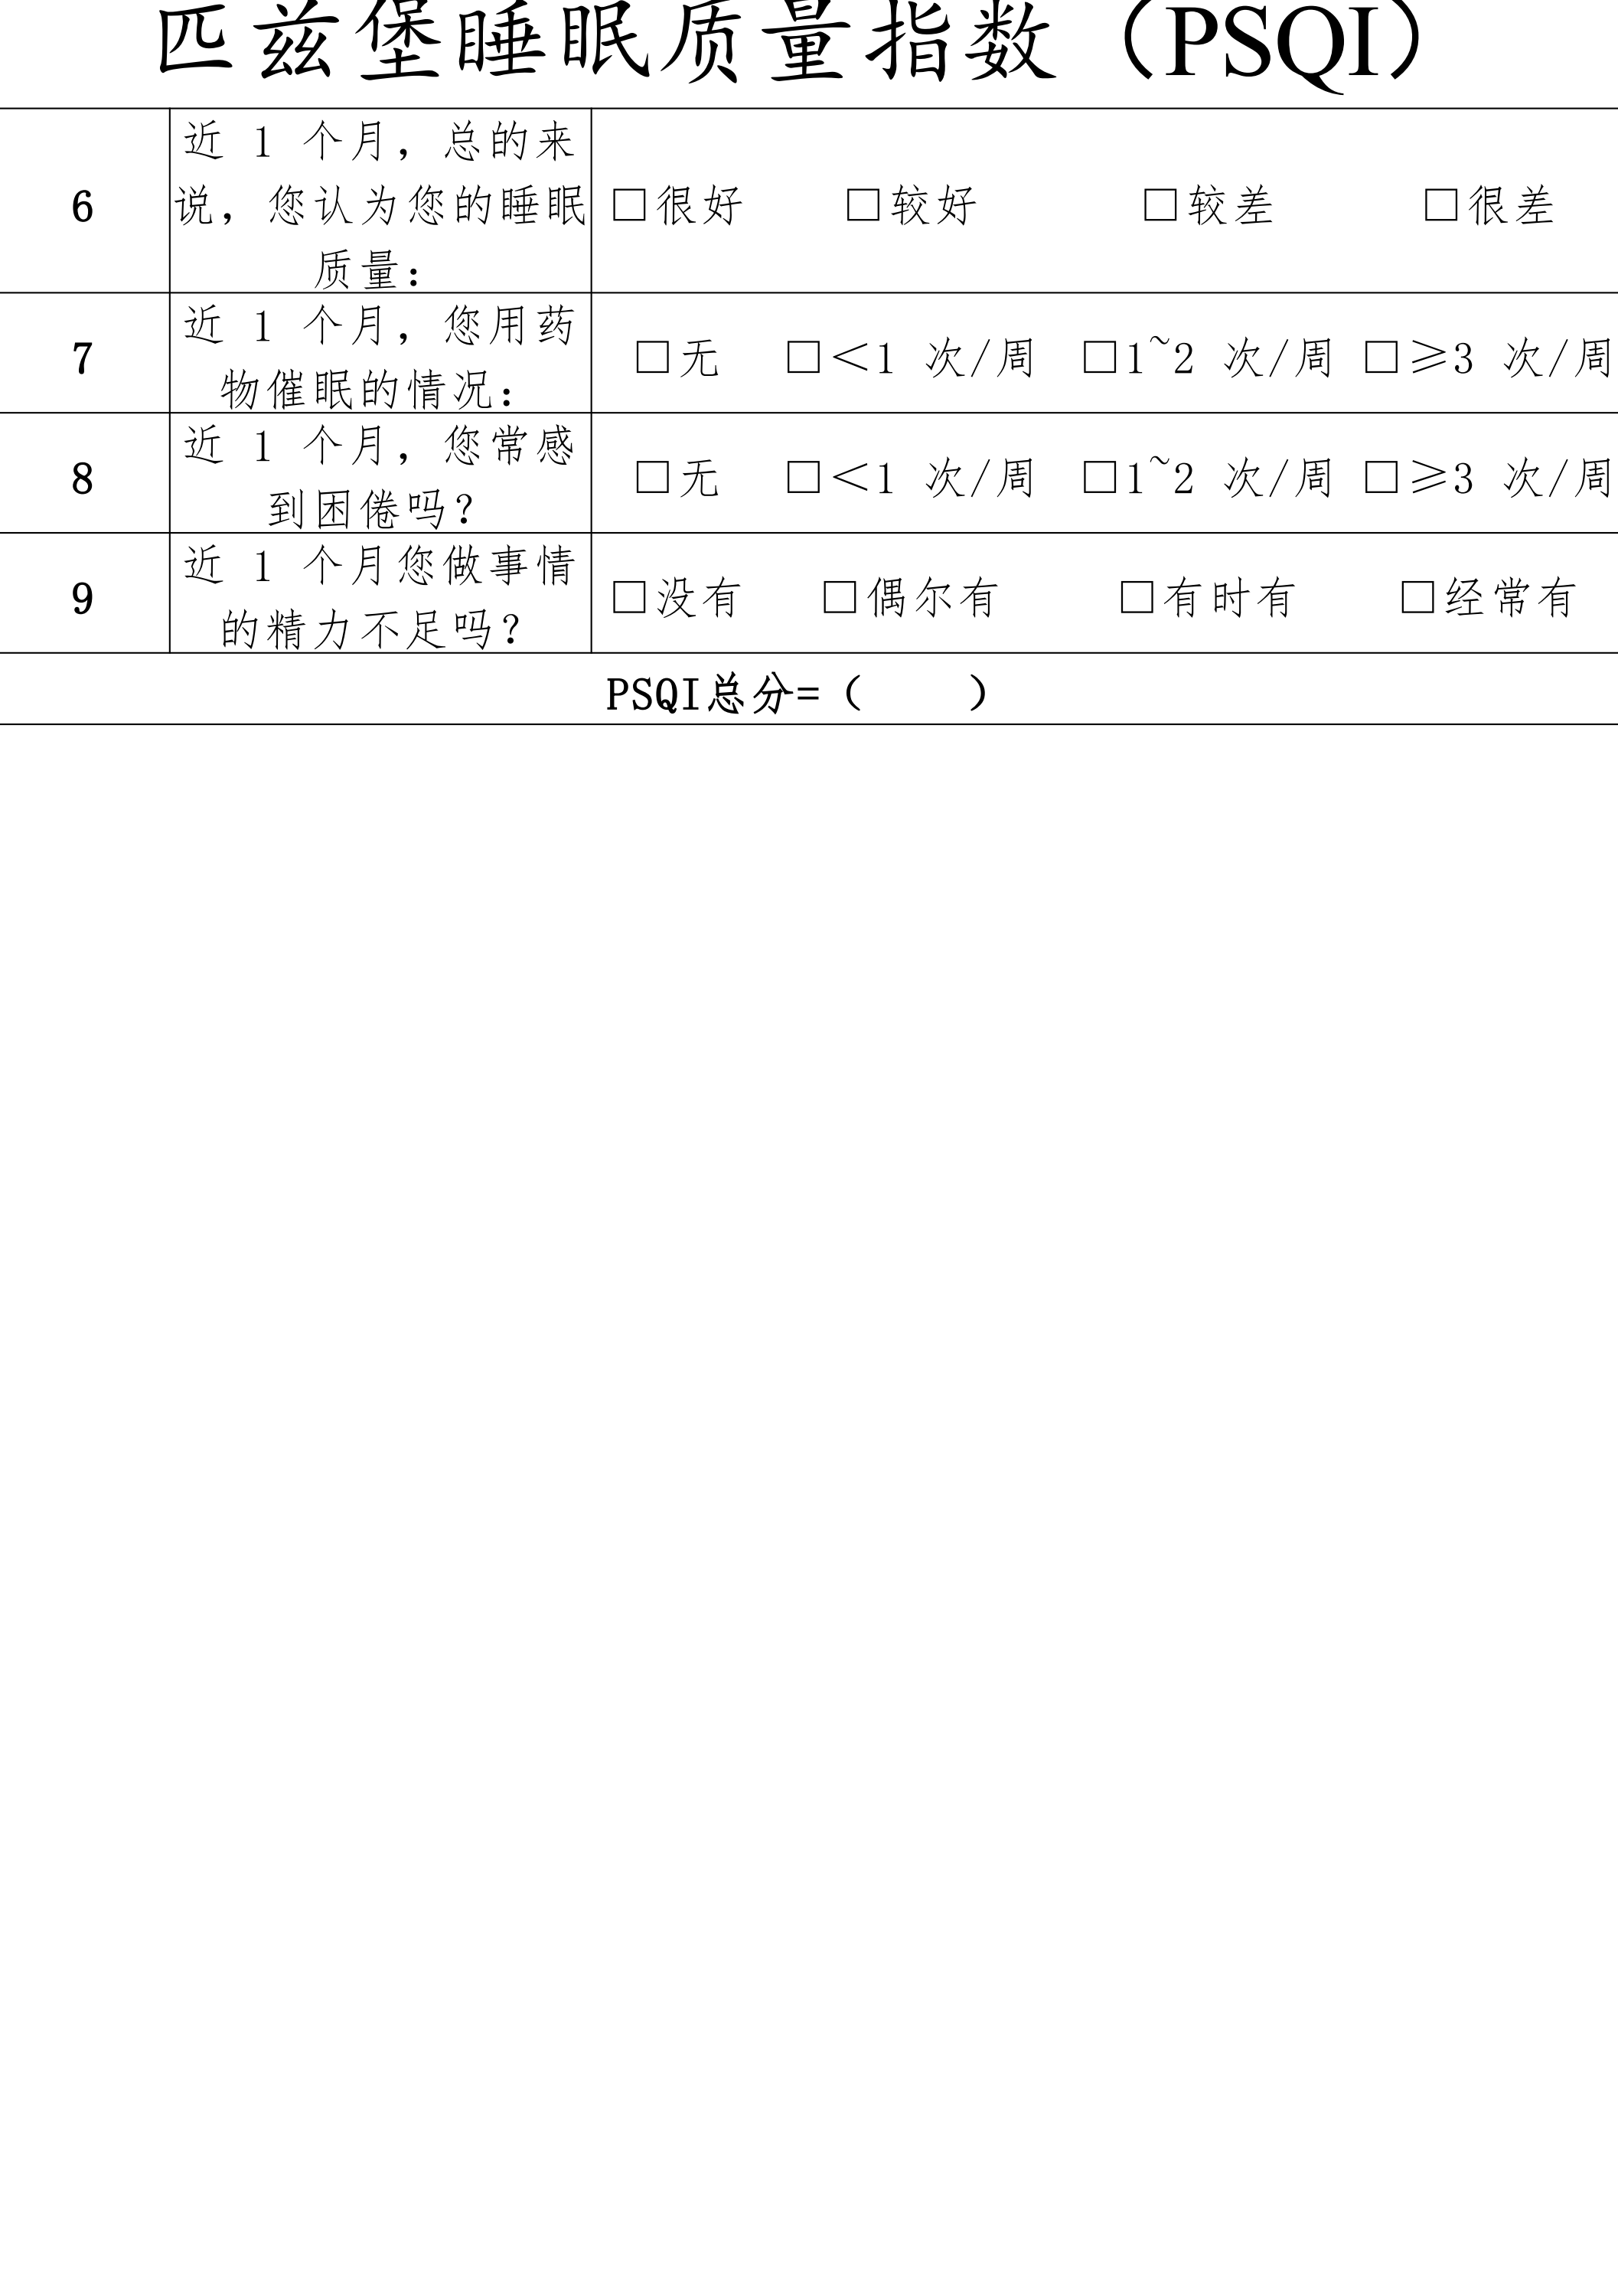 匹兹堡睡眠质量指数（PSQI）
6
近 1 个月，总的来
说，您认为您的睡眠
质量：
□很好 □较好 □较差 □很差
7
近 1 个月，您用药
物催眠的情况：
□无 □＜1 次/周 □1~2 次/周 □≥3 次/周
8
近 1 个月，您常感
到困倦吗？
□无 □＜1 次/周 □1~2 次/周 □≥3 次/周
9
近 1 个月您做事情
的精力不足吗？
□没有 □偶尔有 □有时有 □经常有
PSQI总分=（ ）